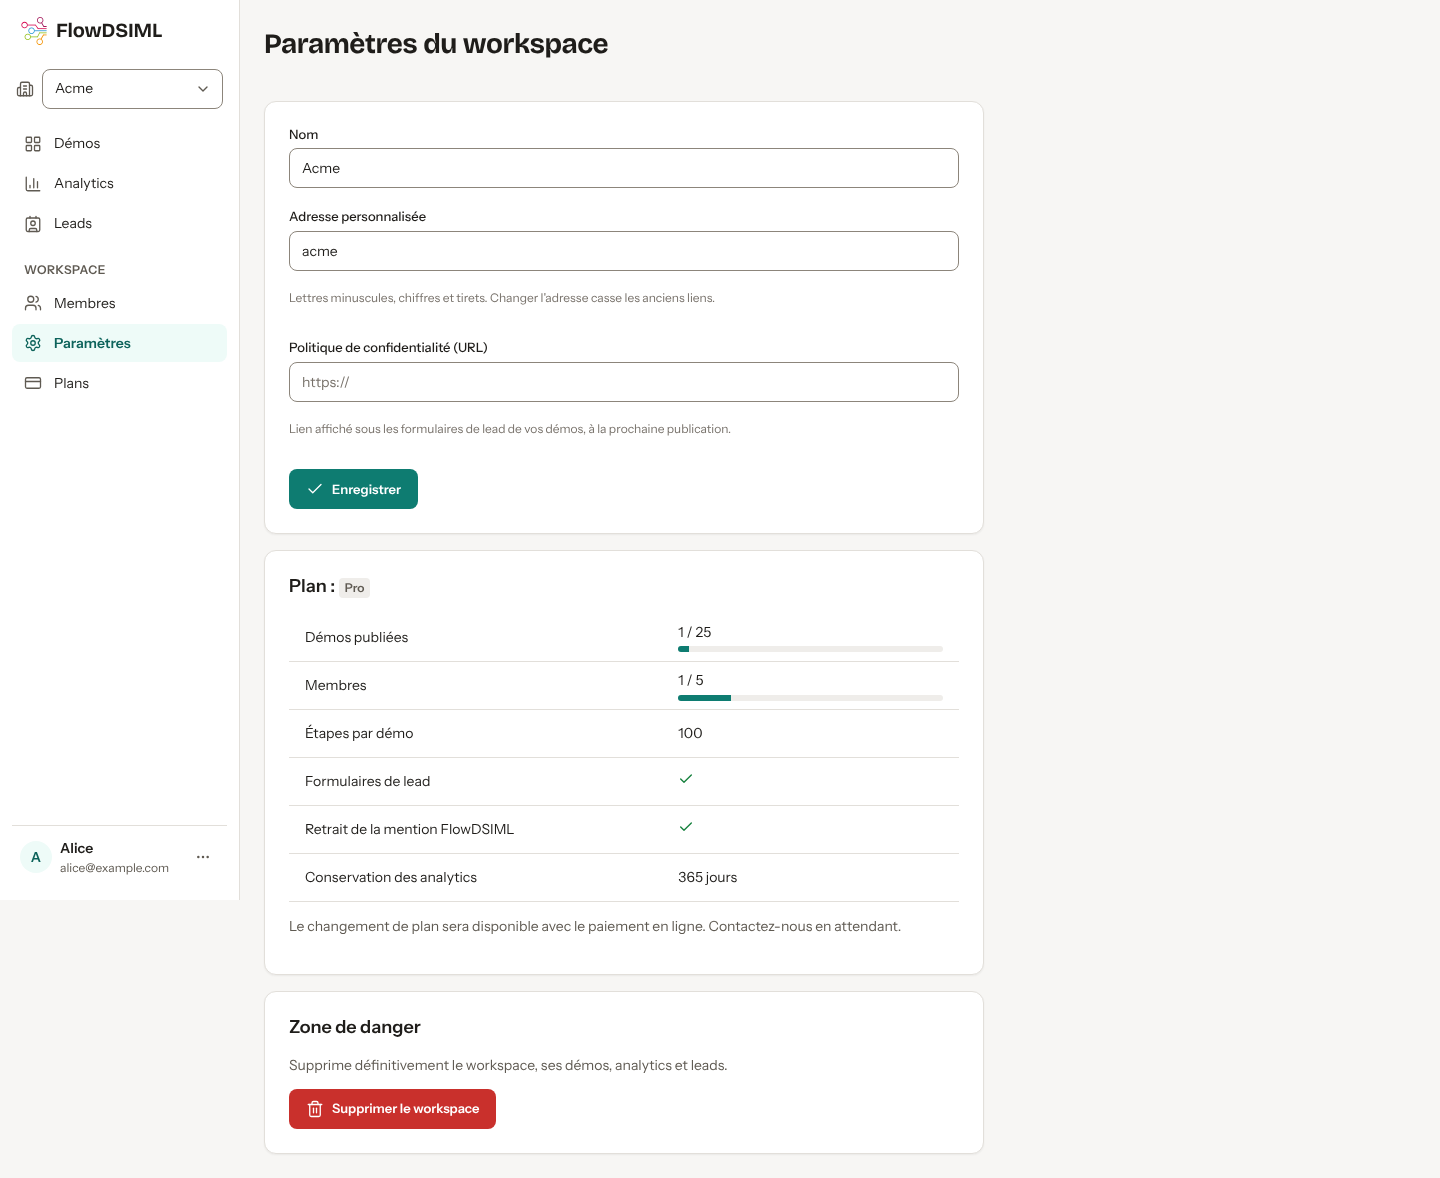 FlowDSIML
Acme
Démos
Analytics
Leads
WORKSPACE
Membres
Paramètres
Plans
A
Alice
alice@example.com
Paramètres du workspace
Nom
Acme
Adresse personnalisée
acme
Lettres minuscules, chiffres et tirets. Changer l'adresse casse les anciens liens.
Politique de confidentialité (URL)
https://
Lien affiché sous les formulaires de lead de vos démos, à la prochaine publication.
Enregistrer
Plan : Pro
Démos publiées 1 / 25
Membres 1 / 5
Étapes par démo 100
Formulaires de lead
Retrait de la mention FlowDSIML
Conservation des analytics 365 jours
Le changement de plan sera disponible avec le paiement en ligne. Contactez-nous en attendant.
Zone de danger
Supprime définitivement le workspace, ses démos, analytics et leads.
Supprimer le workspace